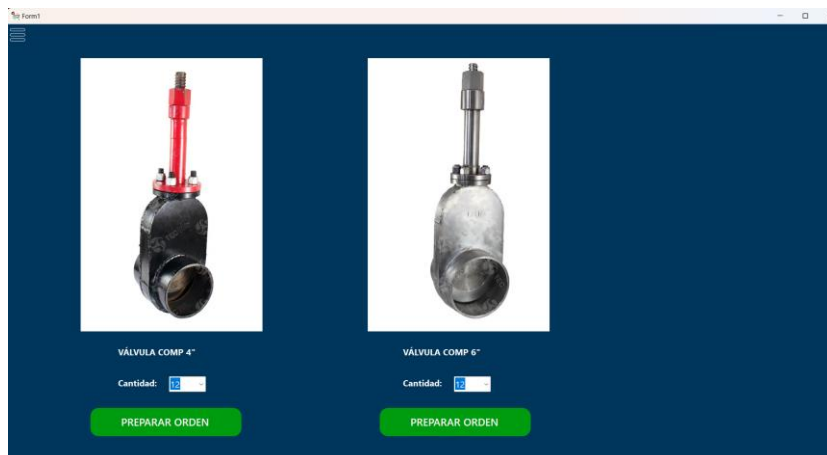 Form1
VÁLVULA COMP 4"
VÁLVULA COMP 6"
Cantidad: 12
Cantidad: 12
PREPARAR ORDEN
PREPARAR ORDEN